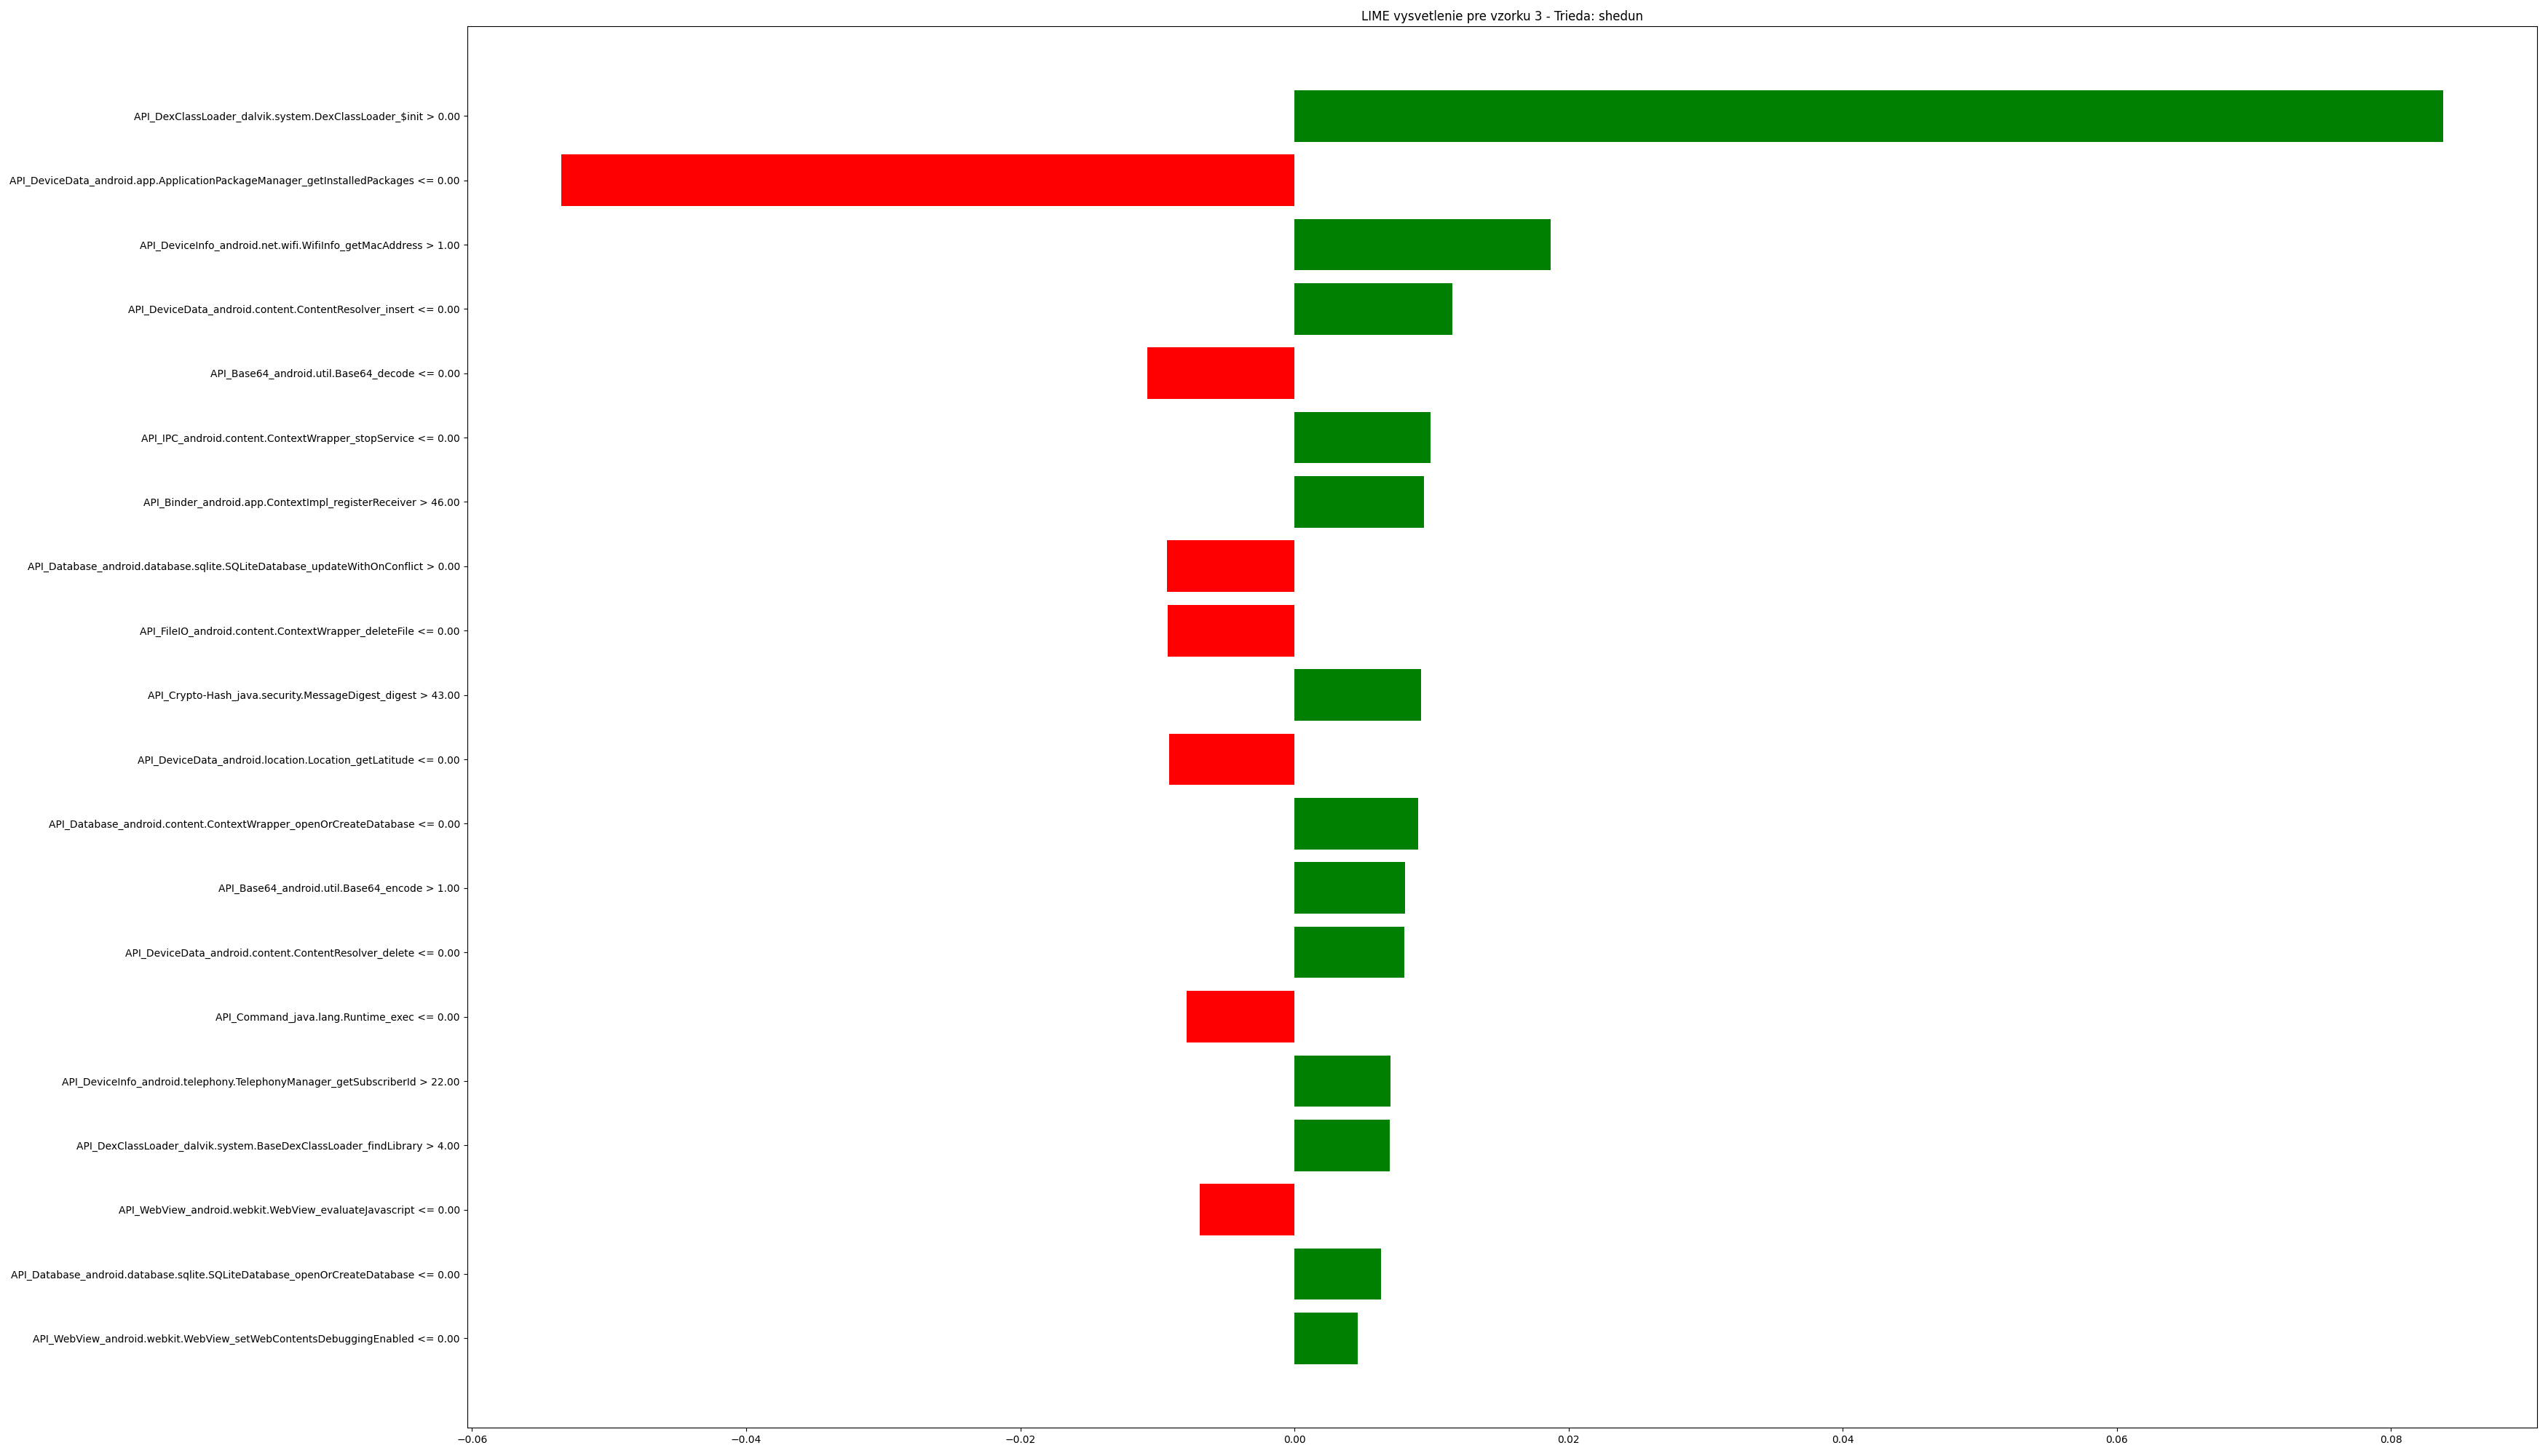 LIME vysvetlenie pre vzorku 3 - Trieda: shedun
API_DexClassLoader_dalvik.system.DexClassLoader_$init > 0.00
API_DeviceData_android.app.ApplicationPackageManager_getInstalledPackages <= 0.00
API_DeviceInfo_android.net.wifi.WifiInfo_getMacAddress > 1.00
API_DeviceData_android.content.ContentResolver_insert <= 0.00
API_Base64_android.util.Base64_decode <= 0.00
API_IPC_android.content.ContextWrapper_stopService <= 0.00
API_Binder_android.app.ContextImpl_registerReceiver > 46.00
API_Database_android.database.sqlite.SQLiteDatabase_updateWithOnConflict > 0.00
API_FileIO_android.content.ContextWrapper_deleteFile <= 0.00
API_Crypto-Hash_java.security.MessageDigest_digest > 43.00
API_DeviceData_android.location.Location_getLatitude <= 0.00
API_Database_android.content.ContextWrapper_openOrCreateDatabase <= 0.00
API_Base64_android.util.Base64_encode > 1.00
API_DeviceData_android.content.ContentResolver_delete <= 0.00
API_Command_java.lang.Runtime_exec <= 0.00
API_DeviceInfo_android.telephony.TelephonyManager_getSubscriberId > 22.00
API_DexClassLoader_dalvik.system.BaseDexClassLoader_findLibrary > 4.00
API_WebView_android.webkit.WebView_evaluateJavascript <= 0.00
API_Database_android.database.sqlite.SQLiteDatabase_openOrCreateDatabase <= 0.00
API_WebView_android.webkit.WebView_setWebContentsDebuggingEnabled <= 0.00
−0.06 −0.04 −0.02 0.00 0.02 0.04 0.06 0.08